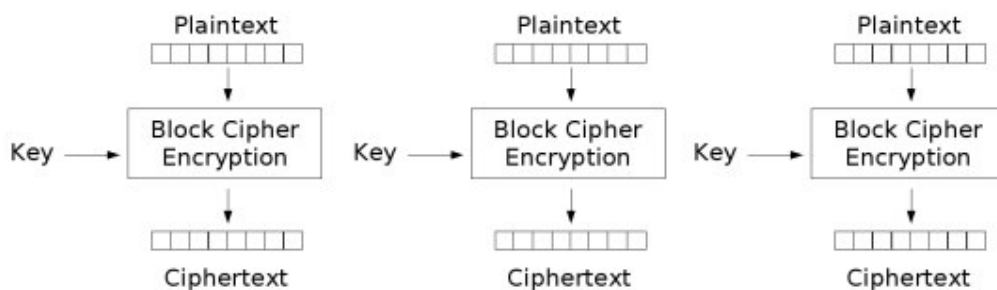 Plaintext Plaintext Plaintext
Block Cipher Block Cipher Block Cipher
Key Encryption Key Encryption Key Encryption
Ciphertext Ciphertext Ciphertext